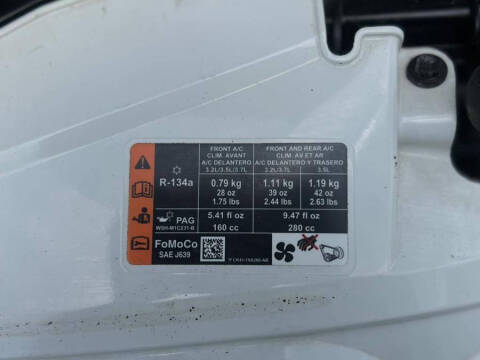 FRONT A/C
CLIM. AVANT
A/C DELANTERO
3.2L/3.5L/3.7L
FRONT AND REAR A/C
CLIM. AV ET AR
A/C DELANTERO Y TRASERO
3.2L/3.7L 3.5L
R-134a
0.79 kg
28 oz
1.75 lbs
1.11 kg
39 oz
2.44 lbs
1.19 kg
42 oz
2.63 lbs
PAG
WSH-M1C231-B
5.41 fl oz
160 cc
9.47 fl oz
280 cc
FoMoCo
SAE J639